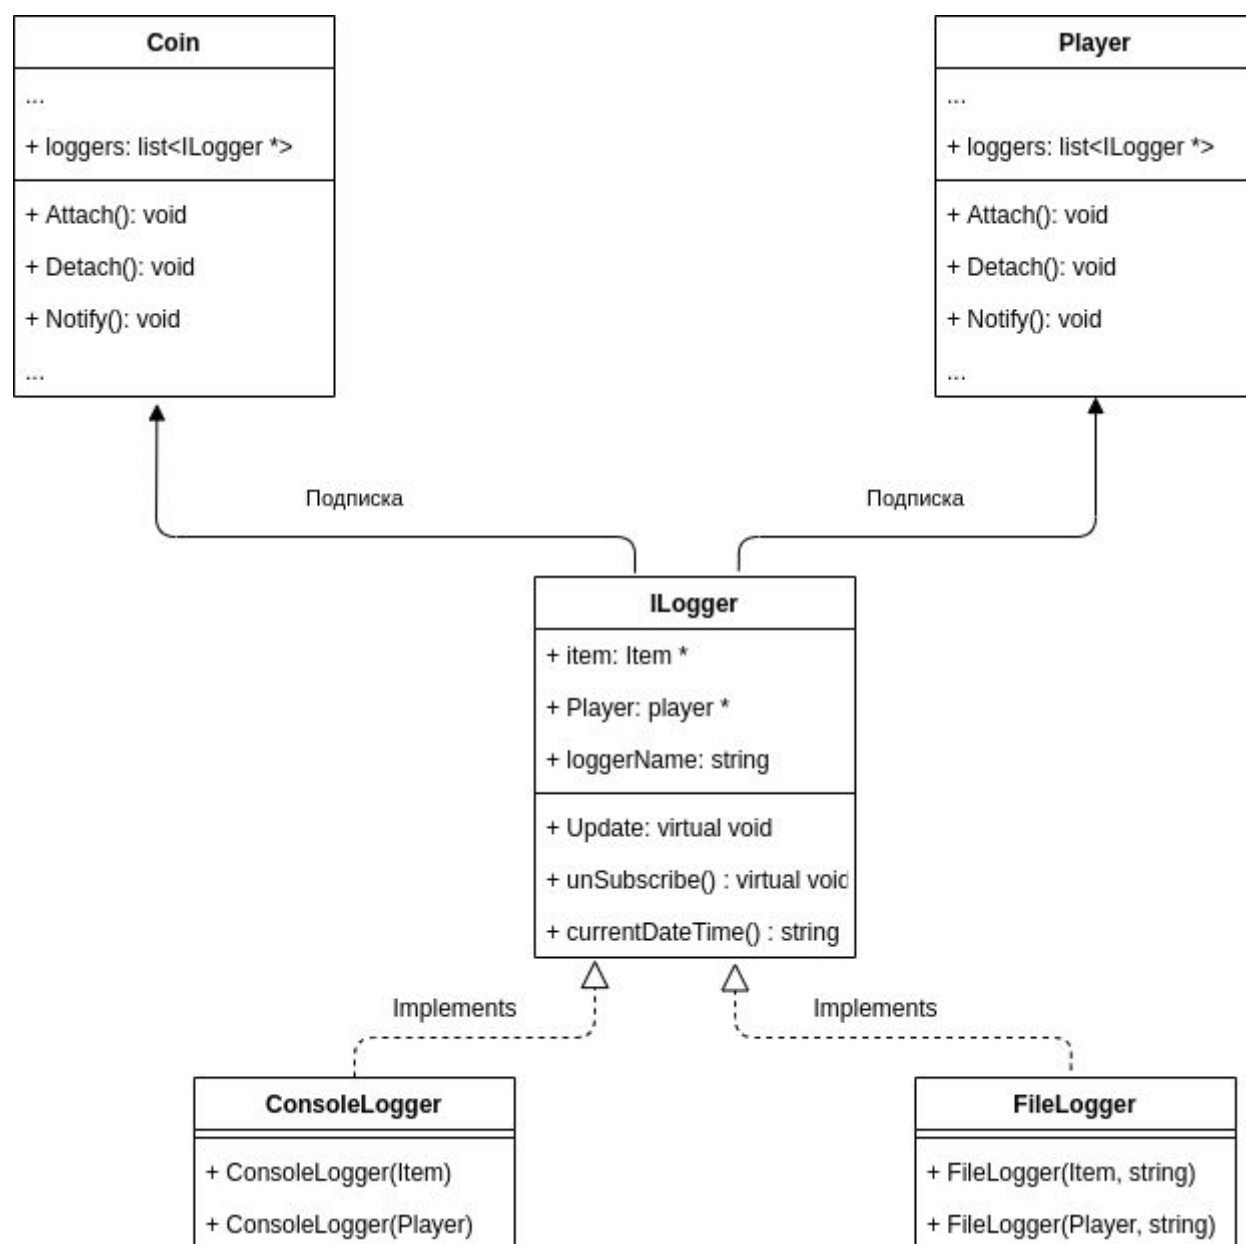 Coin
...
+ loggers: list<ILogger *>
+ Attach(): void
+ Detach(): void
+ Notify(): void
...
Player
...
+ loggers: list<ILogger *>
+ Attach(): void
+ Detach(): void
+ Notify(): void
...
Подписка
Подписка
ILogger
+ item: Item *
+ Player: player *
+ loggerName: string
+ Update: virtual void
+ unSubscribe() : virtual void
+ currentDateTime() : string
Implements
Implements
ConsoleLogger
+ ConsoleLogger(Item)
+ ConsoleLogger(Player)
FileLogger
+ FileLogger(Item, string)
+ FileLogger(Player, string)